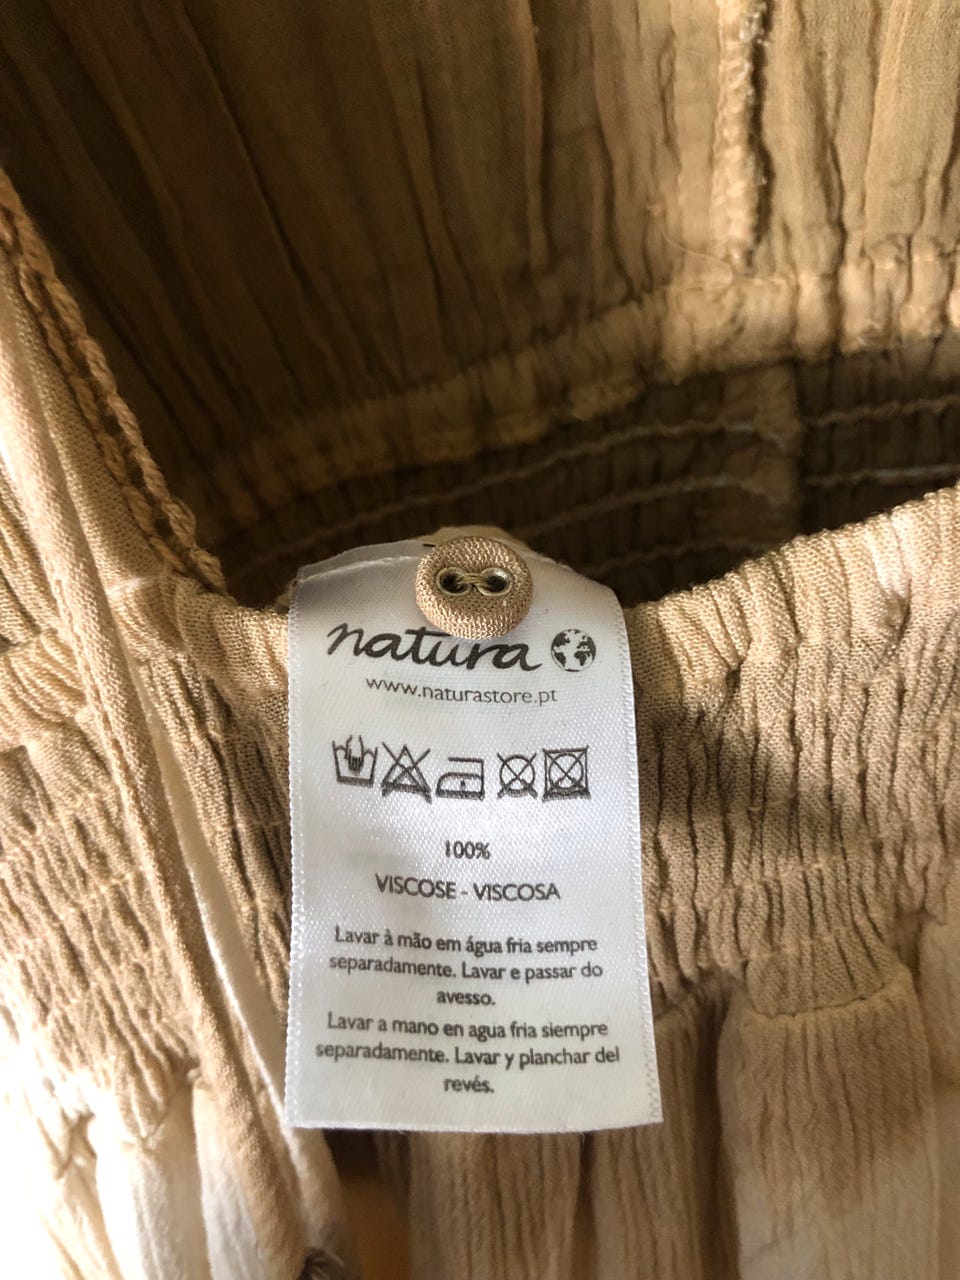 natura
www.naturastore.pt
100%
VISCOSE - VISCOSA
Lavar à mão em água fria sempre
separadamente. Lavar e passar do
avesso.
Lavar a mano en agua fria siempre
separadamente. Lavar y planchar del
revés.